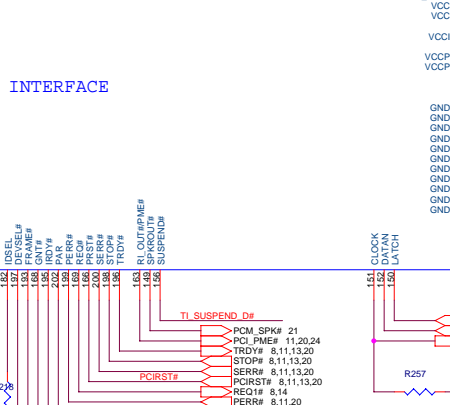 VCC
VCC
VCCI
VCCP
VCCP
INTERFACE
GND
GND
GND
GND
GND
GND
GND
GND
GND
GND
GND
IDSEL
DEVSEL#
FRAME#
GNT#
IRDY#
PAR
PERR#
REQ#
PRST#
SERR#
STOP#
TRDY#
RI_OUT#/PME#
SPKROUT#
SUSPEND#
CLOCK
DATAN
LATCH
182
197
193
168
195
202
199
169
166
200
198
196
163
149
156
151
152
150
TI_SUSPEND_D#
PCM_SPK# 21
PCI_PME# 11,20,24
TRDY# 8,11,13,20
STOP# 8,11,13,20
SERR# 8,11,13,20
PCIRST#
PCIRST# 8,11,13,20
REQ1# 8,14
PERR# 8,11,20
R257